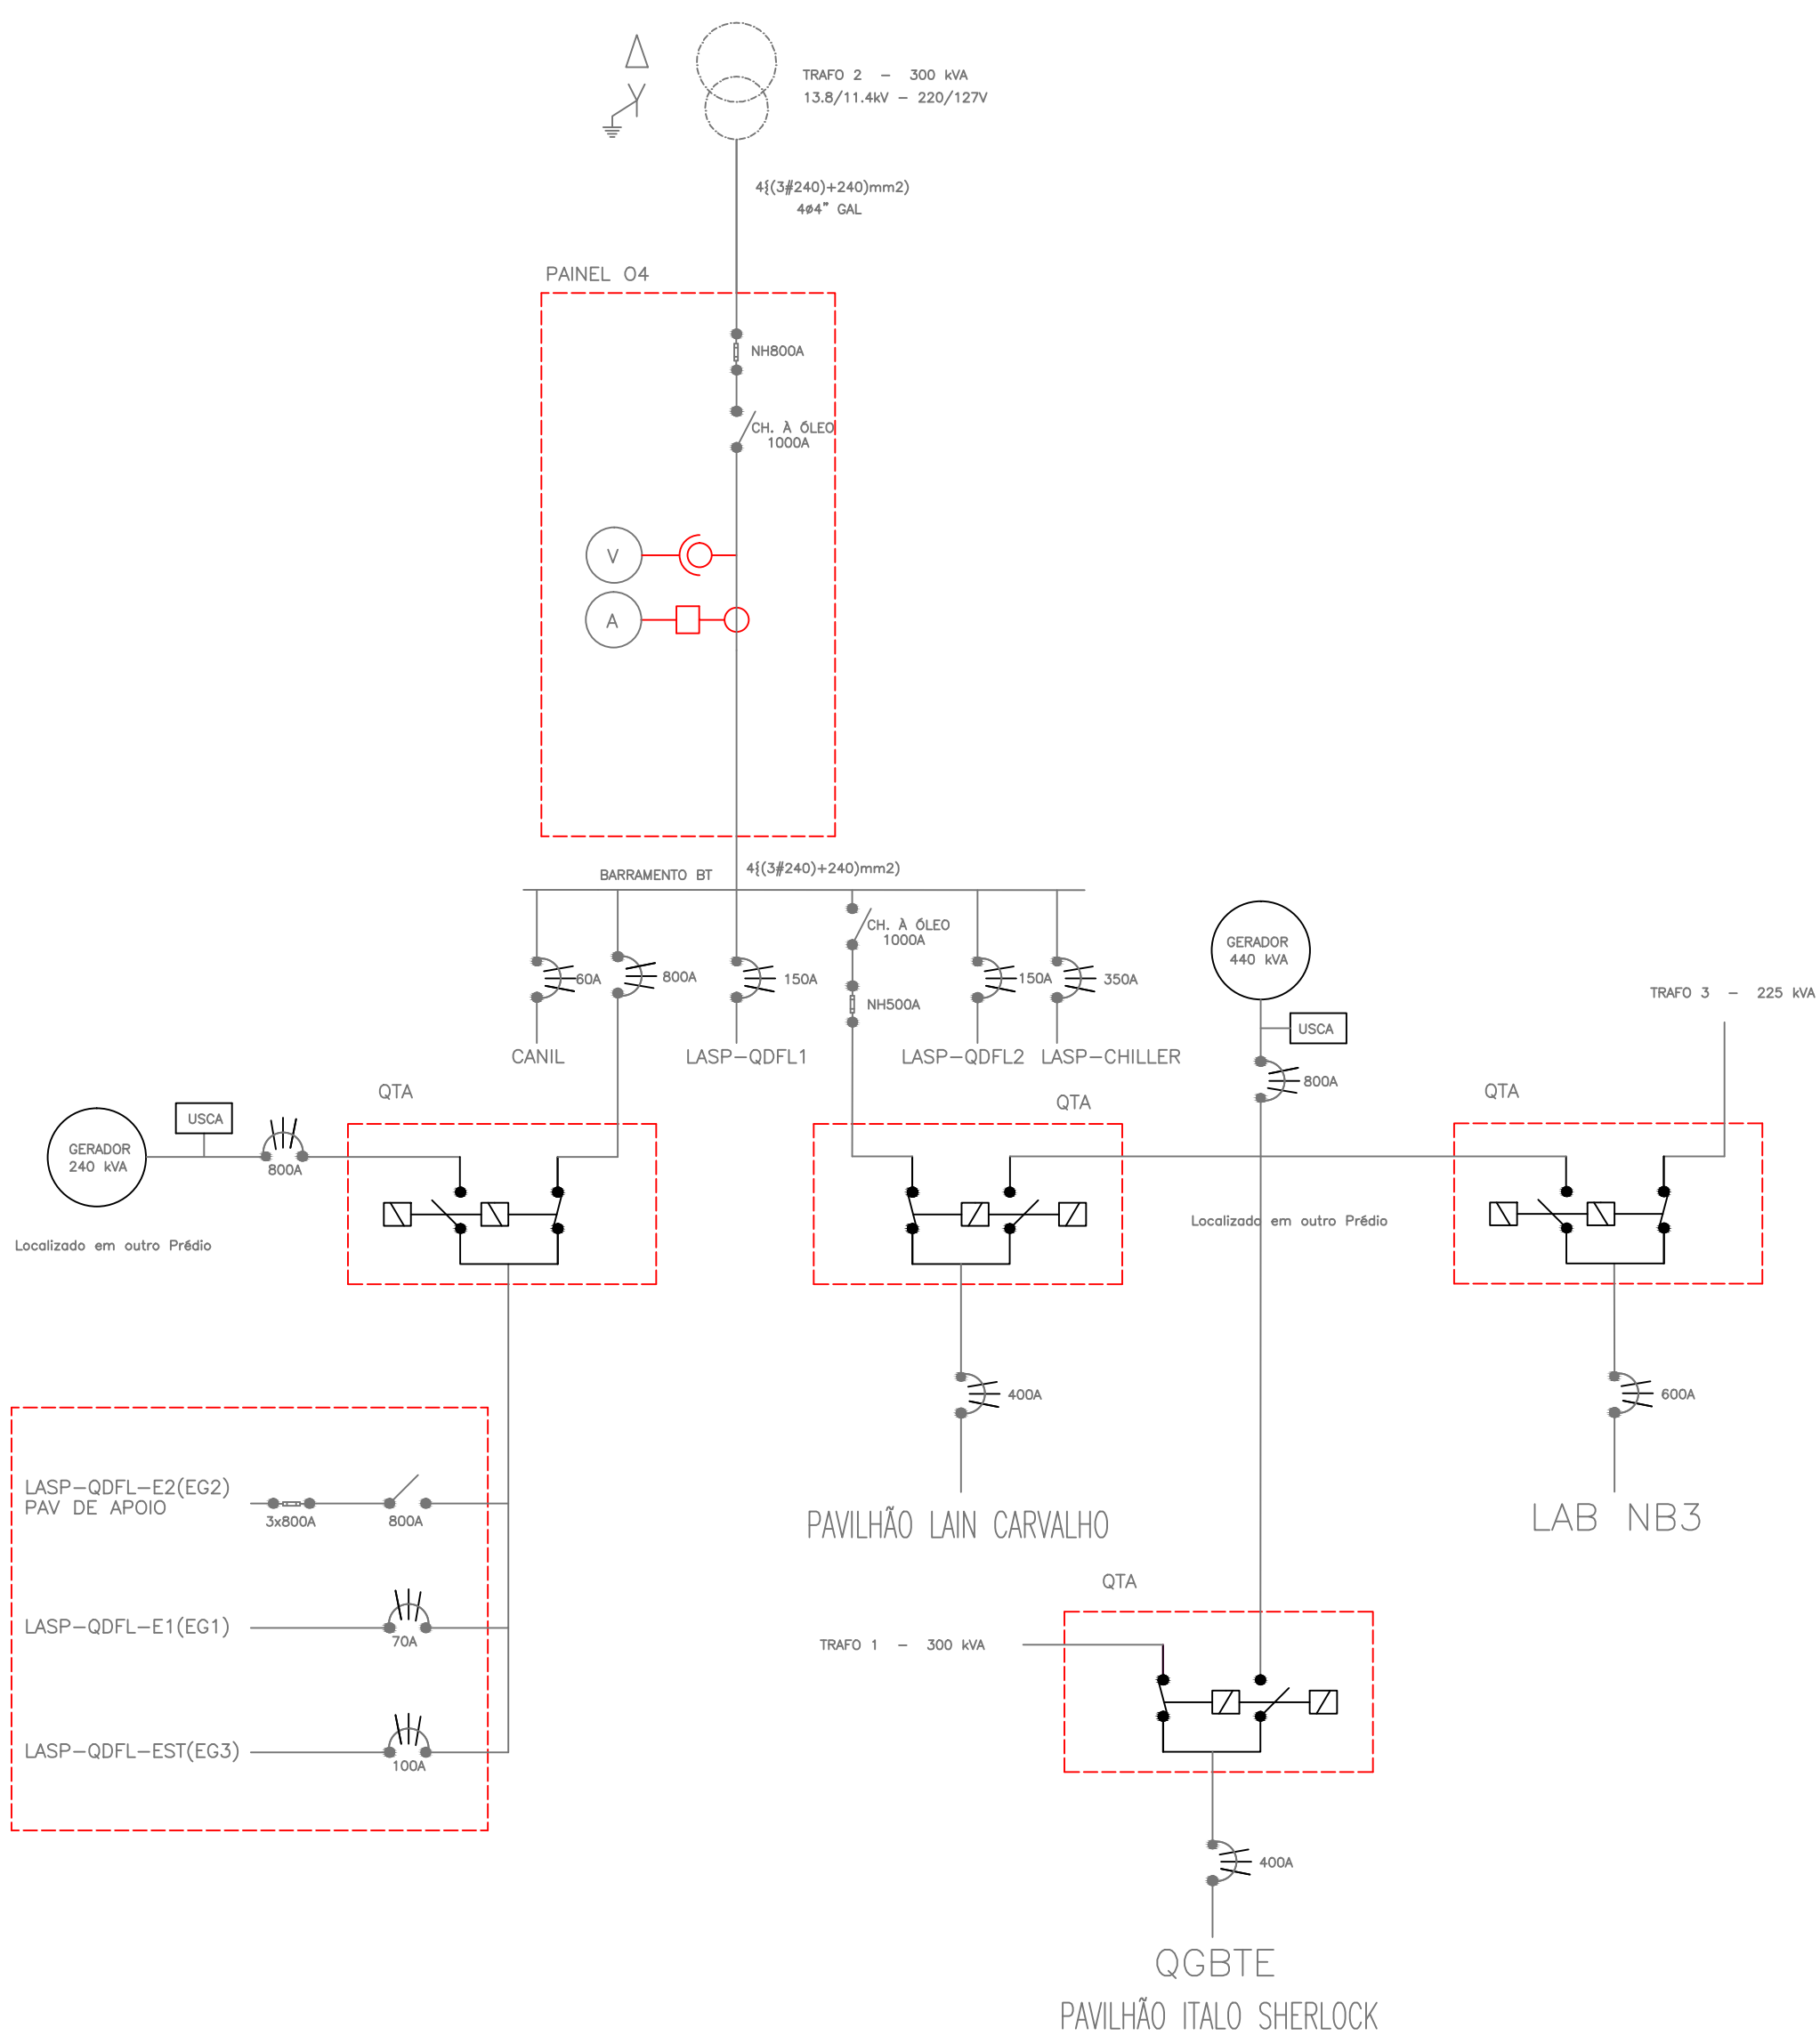 TRAFO 2 - 300 kVA
13.8/11.4kV - 220/127V
4{(3#240)+240)mm2)
4ø4" GAL
PAINEL 04
NH800A
CH. À ÓLEO
1000A
V
A
BARRAMENTO BT
4{(3#240)+240)mm2)
CH. À ÓLEO
1000A
60A
800A
150A
NH500A
150A
350A
GERADOR
440 kVA
TRAFO 3 - 225 kVA
USCA
CANIL
LASP-QDFL1
LASP-QDFL2
LASP-CHILLER
800A
QTA
QTA
QTA
USCA
GERADOR
240 kVA
800A
Localizado em outro Prédio
Localizado em outro Prédio
400A
600A
LASP-QDFL-E2(EG2)
PAV DE APOIO
3x800A
800A
PAVILHÃO LAIN CARVALHO
LAB NB3
QTA
LASP-QDFL-E1(EG1)
70A
TRAFO 1 - 300 kVA
LASP-QDFL-EST(EG3)
100A
400A
QGBTE
PAVILHÃO ITALO SHERLOCK